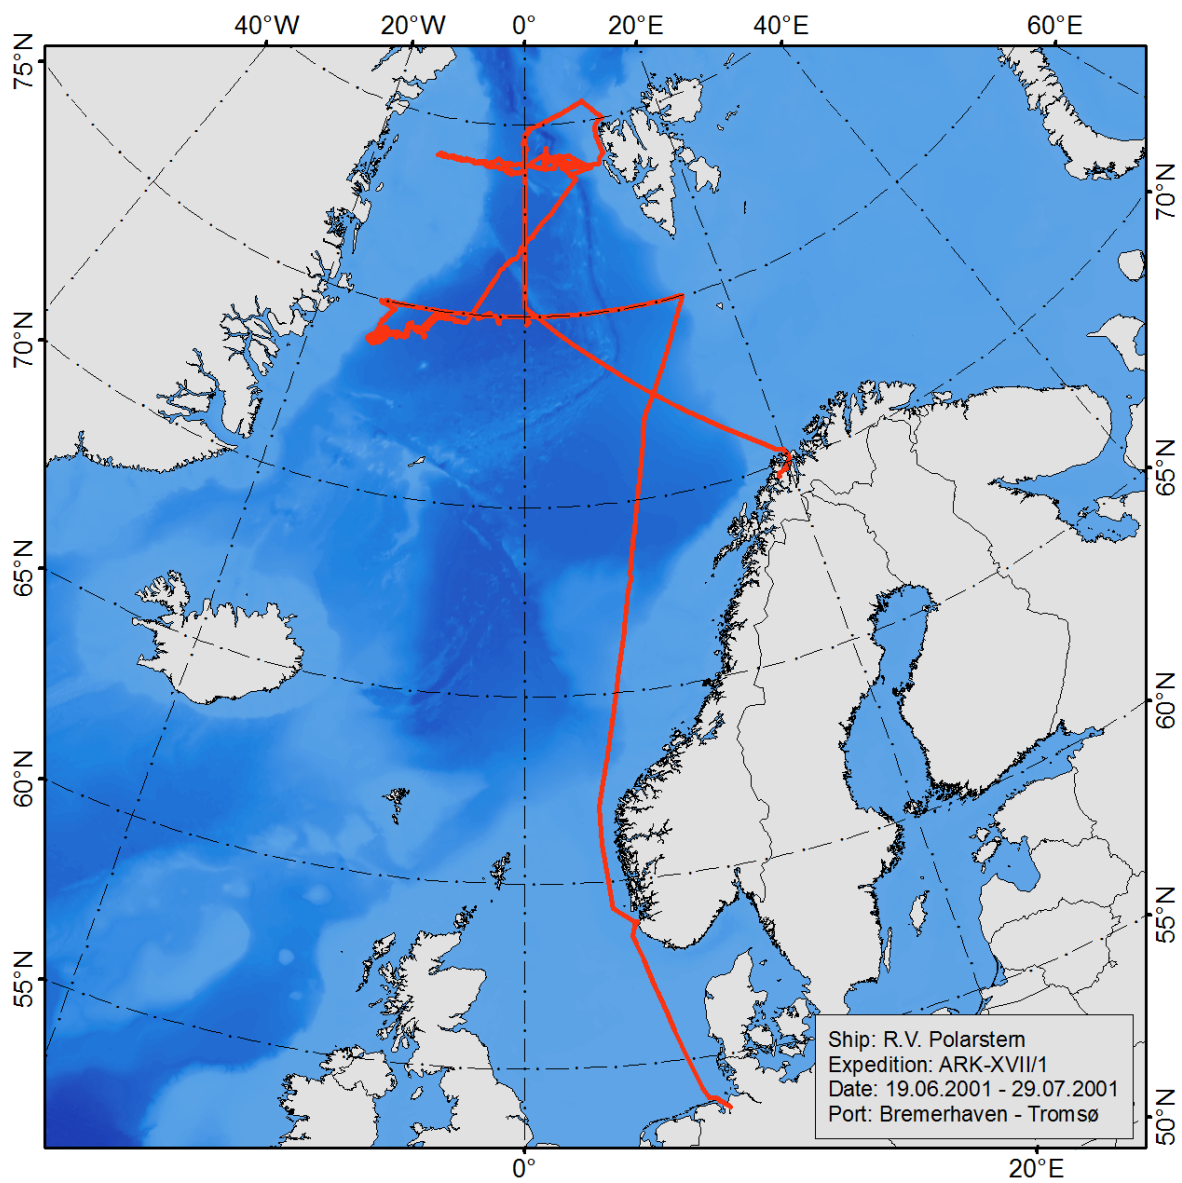 40°W 20°W 0° 20°E 40°E 60°E
75°N
70°N
65°N
60°N
55°N
70°N
65°N
60°N
55°N
50°N
Ship: R.V. Polarstern
Expedition: ARK-XVII/1
Date: 19.06.2001 - 29.07.2001
Port: Bremerhaven - Tromsø
0° 20°E